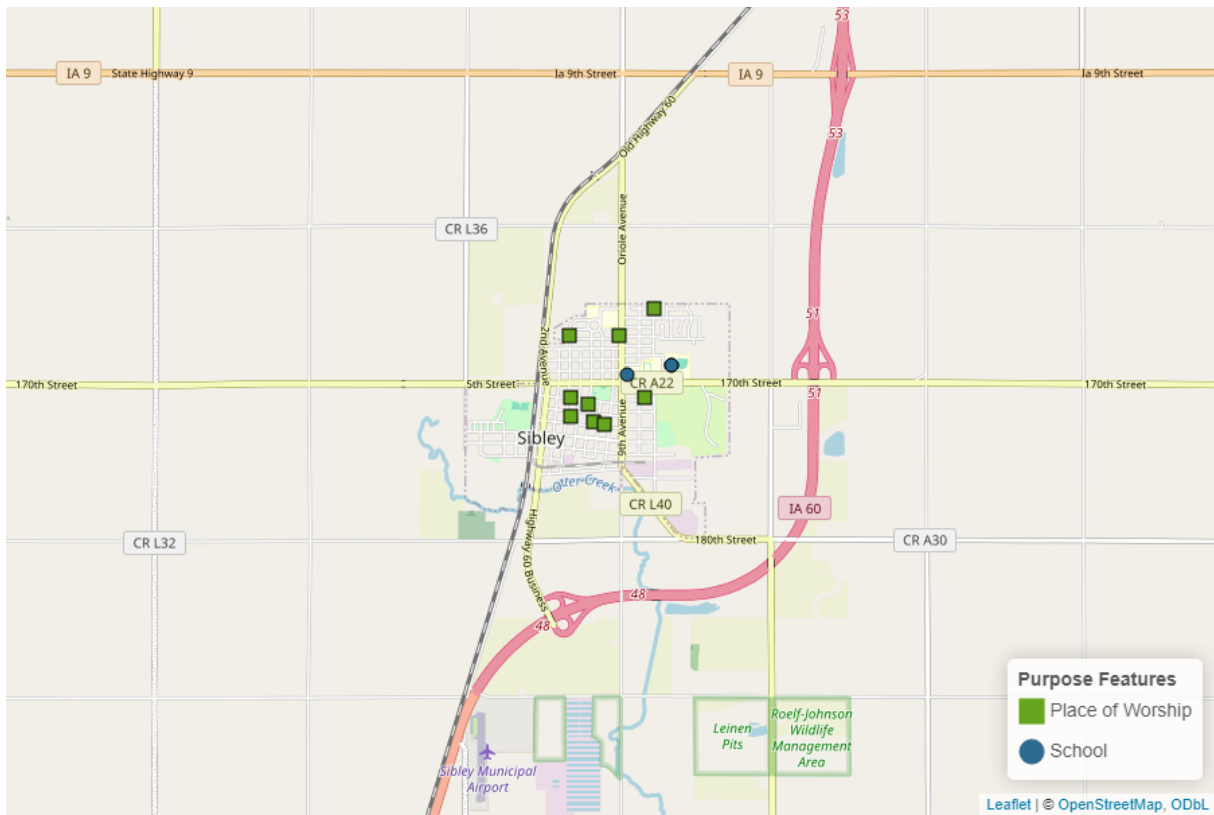 53
IA 9
State Highway 9
Ia 9th Street
IA 9
Ia 9th Street
Old Highway 60
53
CR L36
Oriole Avenue
51
2nd Avenue
170th Street
5th Street
CR A22
170th Street
170th Street
51
9th Avenue
Sibley
Otter Creek
CR L40
IA 60
Highway 60 Business
CR L32
180th Street
CR A30
48
48
Purpose Features
Place of Worship
School
Leinen
Pits
Roelf-Johnson
Wildlife
Management
Area
Sibley Municipal
Airport
Leaflet | © OpenStreetMap, ODbL